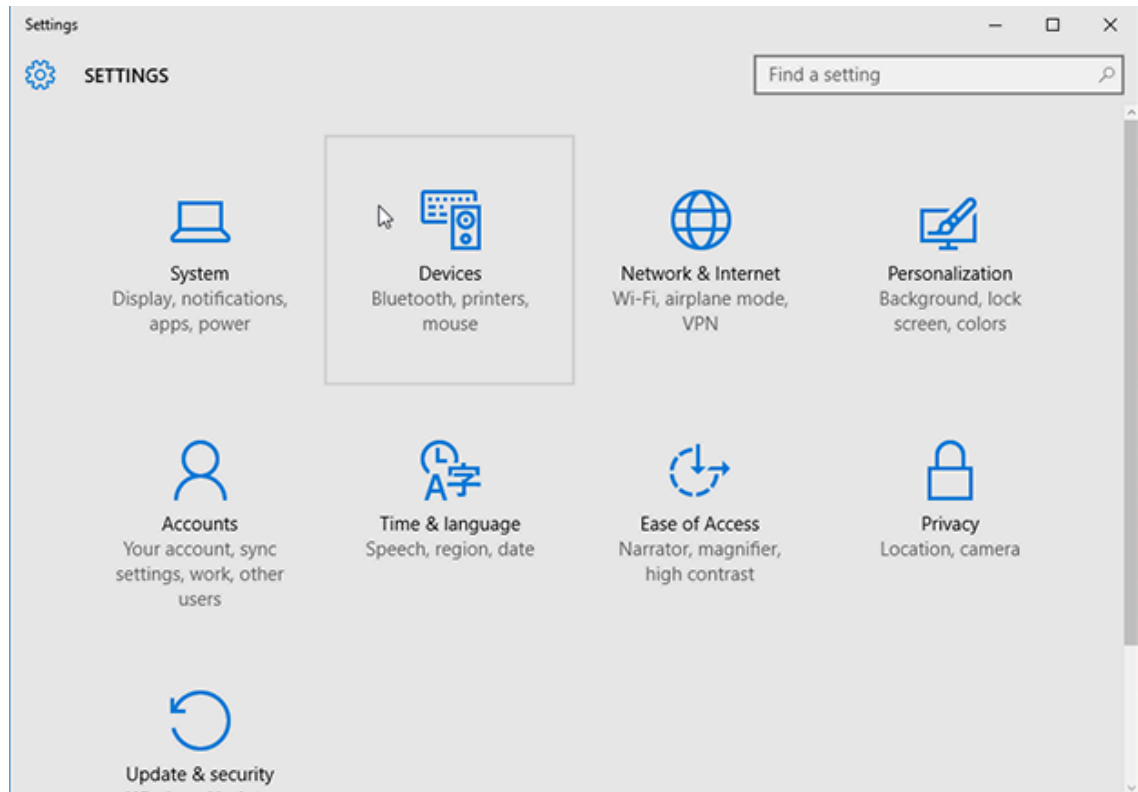 Settings
SETTINGS
Find a setting
System
Display, notifications,
apps, power
Devices
Bluetooth, printers,
mouse
Network & Internet
Wi-Fi, airplane mode,
VPN
Personalization
Background, lock
screen, colors
Accounts
Your account, sync
settings, work, other
users
A字
Time & language
Speech, region, date
Ease of Access
Narrator, magnifier,
high contrast
Privacy
Location, camera
Update & security